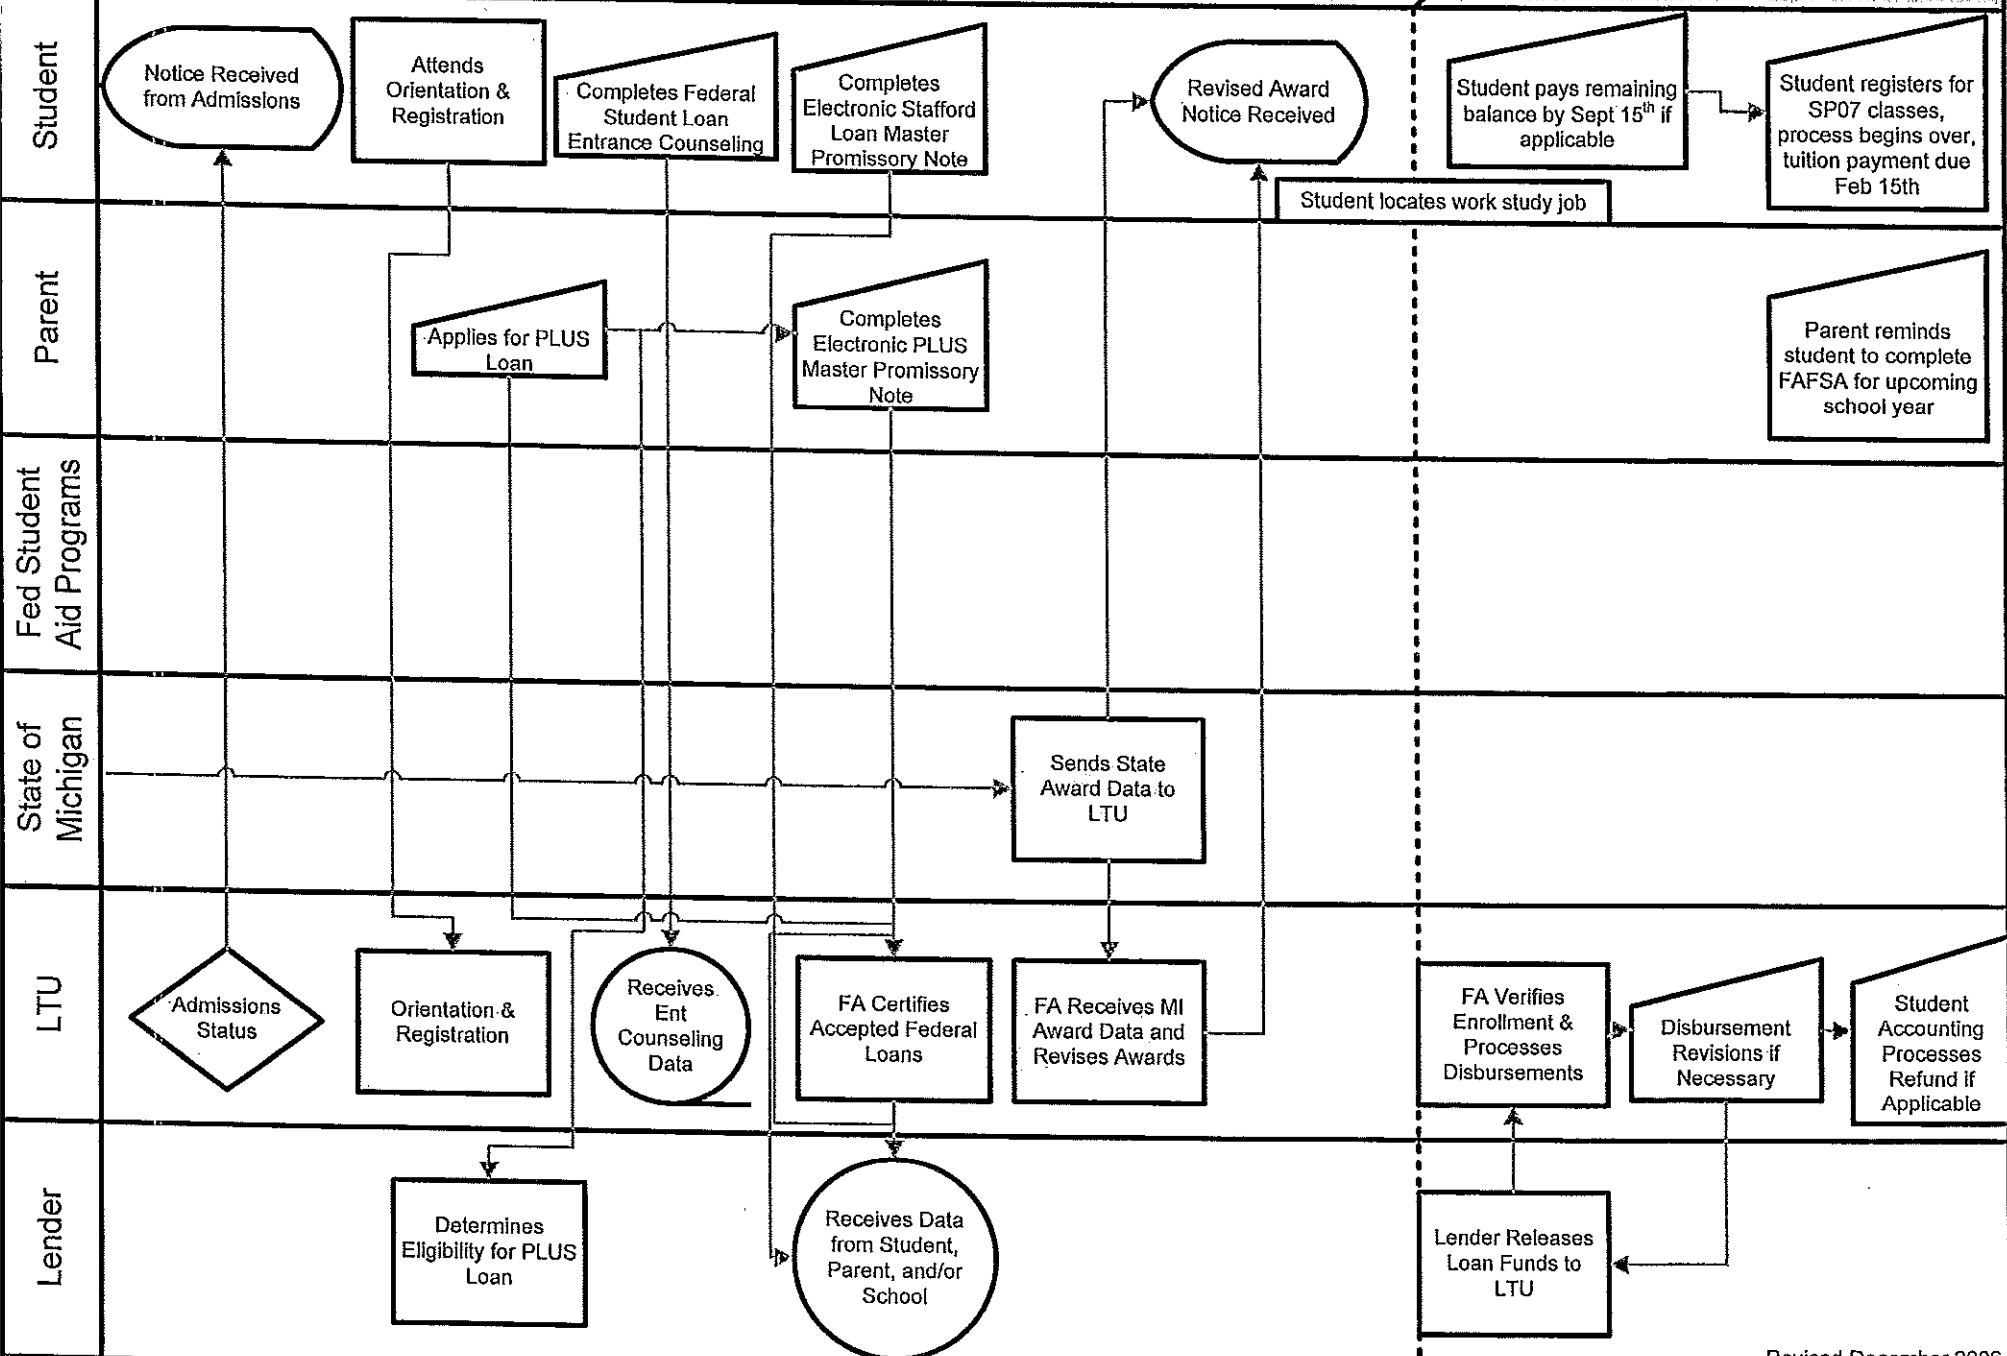 Student
Notice Received
from Admissions
Attends
Orientation &
Registration
Completes Federal
Student Loan
Entrance Counseling
Completes
Electronic Stafford
Loan Master
Promissory Note
Revised Award
Notice Received
Student pays remaining
balance by Sept 15th if
applicable
Student registers for
SP07 classes,
process begins over,
tuition payment due
Feb 15th
Student locates work study job
Parent
Applies for PLUS
Loan
Completes
Electronic PLUS
Master Promissory
Note
Parent reminds
student to complete
FAFSA for upcoming
school year
Fed Student
Aid Programs
State of
Michigan
Sends State
Award Data to
LTU
LTU
Admissions
Status
Orientation &
Registration
Receives
Ent
Counseling
Data
FA Certifies
Accepted Federal
Loans
FA Receives MI
Award Data and
Revises Awards
FA Verifies
Enrollment &
Processes
Disbursements
Disbursement
Revisions if
Necessary
Student
Accounting
Processes
Refund if
Applicable
Lender
Determines
Eligibility for PLUS
Loan
Receives Data
from Student,
Parent, and/or
School
Lender Releases
Loan Funds to
LTU
Revised December